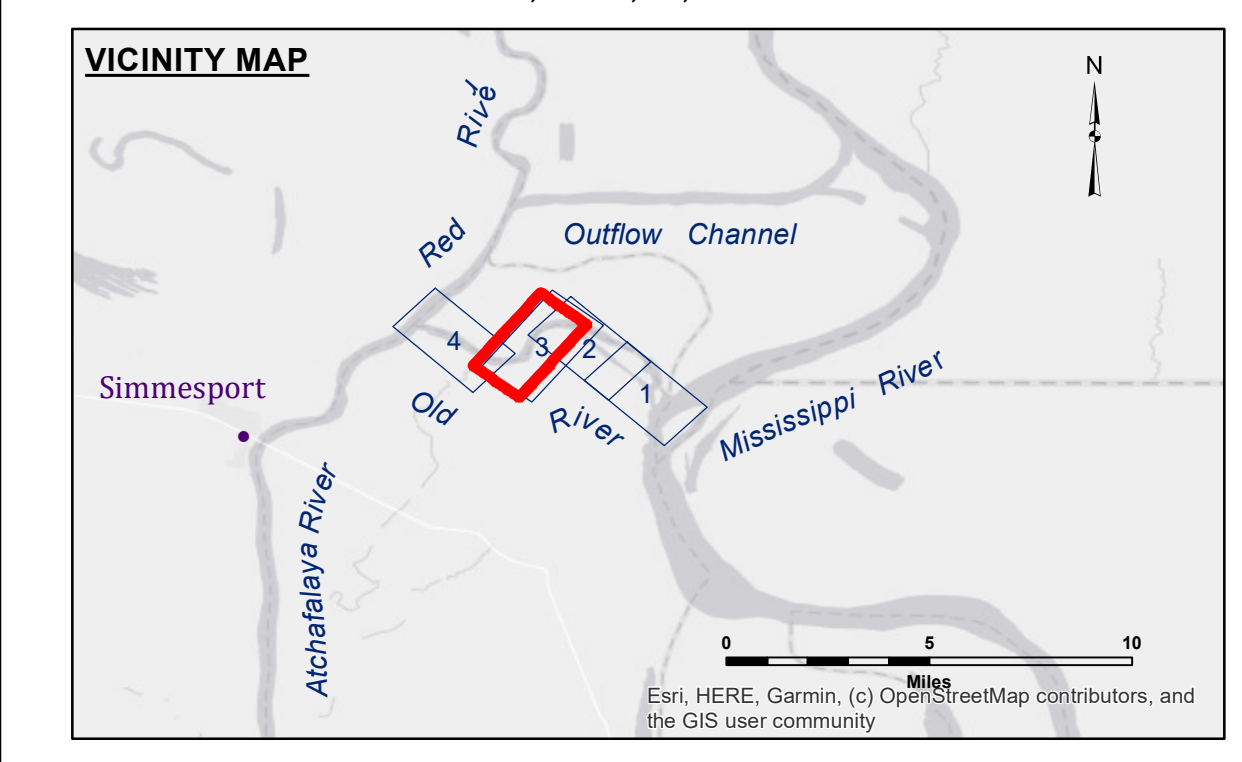 VICINITY MAP
N
River
Red
Outflow Channel
4
3
2
1
Simmesport
Old
River
Mississippi River
Atchafalaya River
0 5 10
Miles
Esri, HERE, Garmin, (c) OpenStreetMap contributors, and
the GIS user community